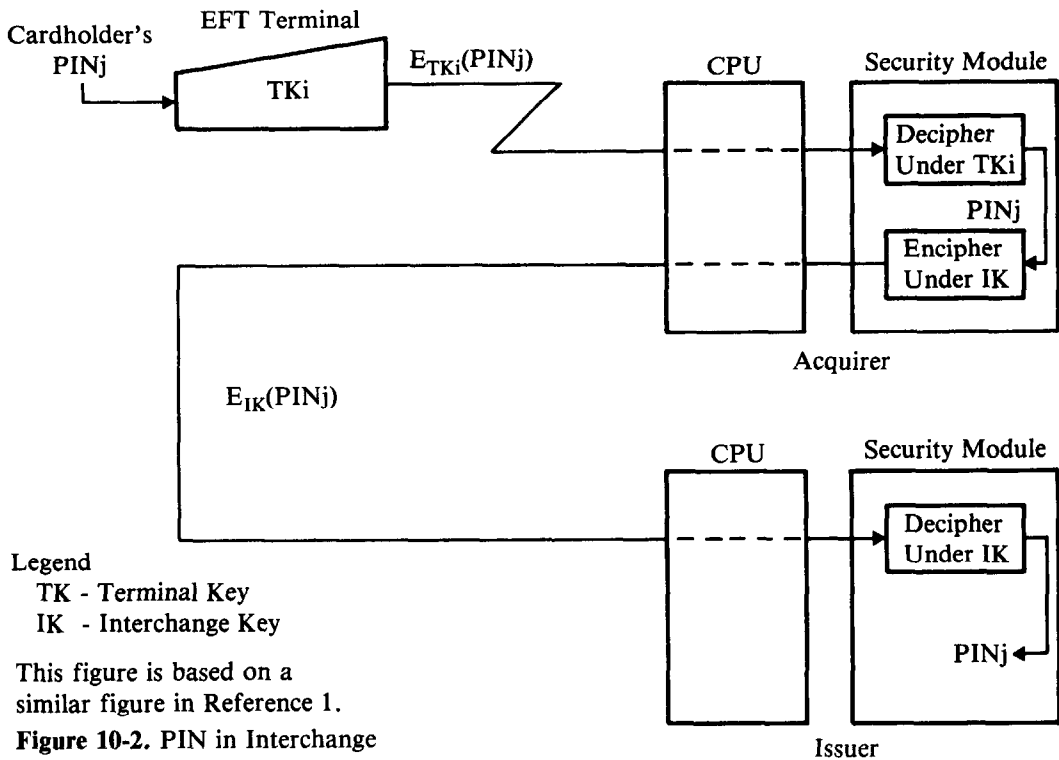 EFT Terminal
Cardholder's
PINj
TKi
E_TKi(PINj)
CPU
Security Module
Decipher
Under TKi
PINj
Encipher
Under IK
Acquirer
E_IK(PINj)
CPU
Security Module
Decipher
Under IK
PINj
Issuer
Legend
TK - Terminal Key
IK - Interchange Key
This figure is based on a
similar figure in Reference 1.
Figure 10-2. PIN in Interchange